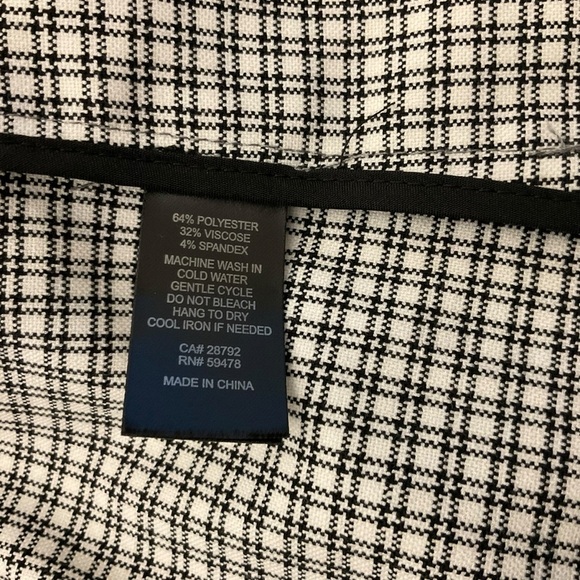 64% POLYESTER
32% VISCOSE
4% SPANDEX
MACHINE WASH IN
COLD WATER
GENTLE CYCLE
DO NOT BLEACH
HANG TO DRY
COOL IRON IF NEEDED
CA# 28792
RN# 59478
MADE IN CHINA